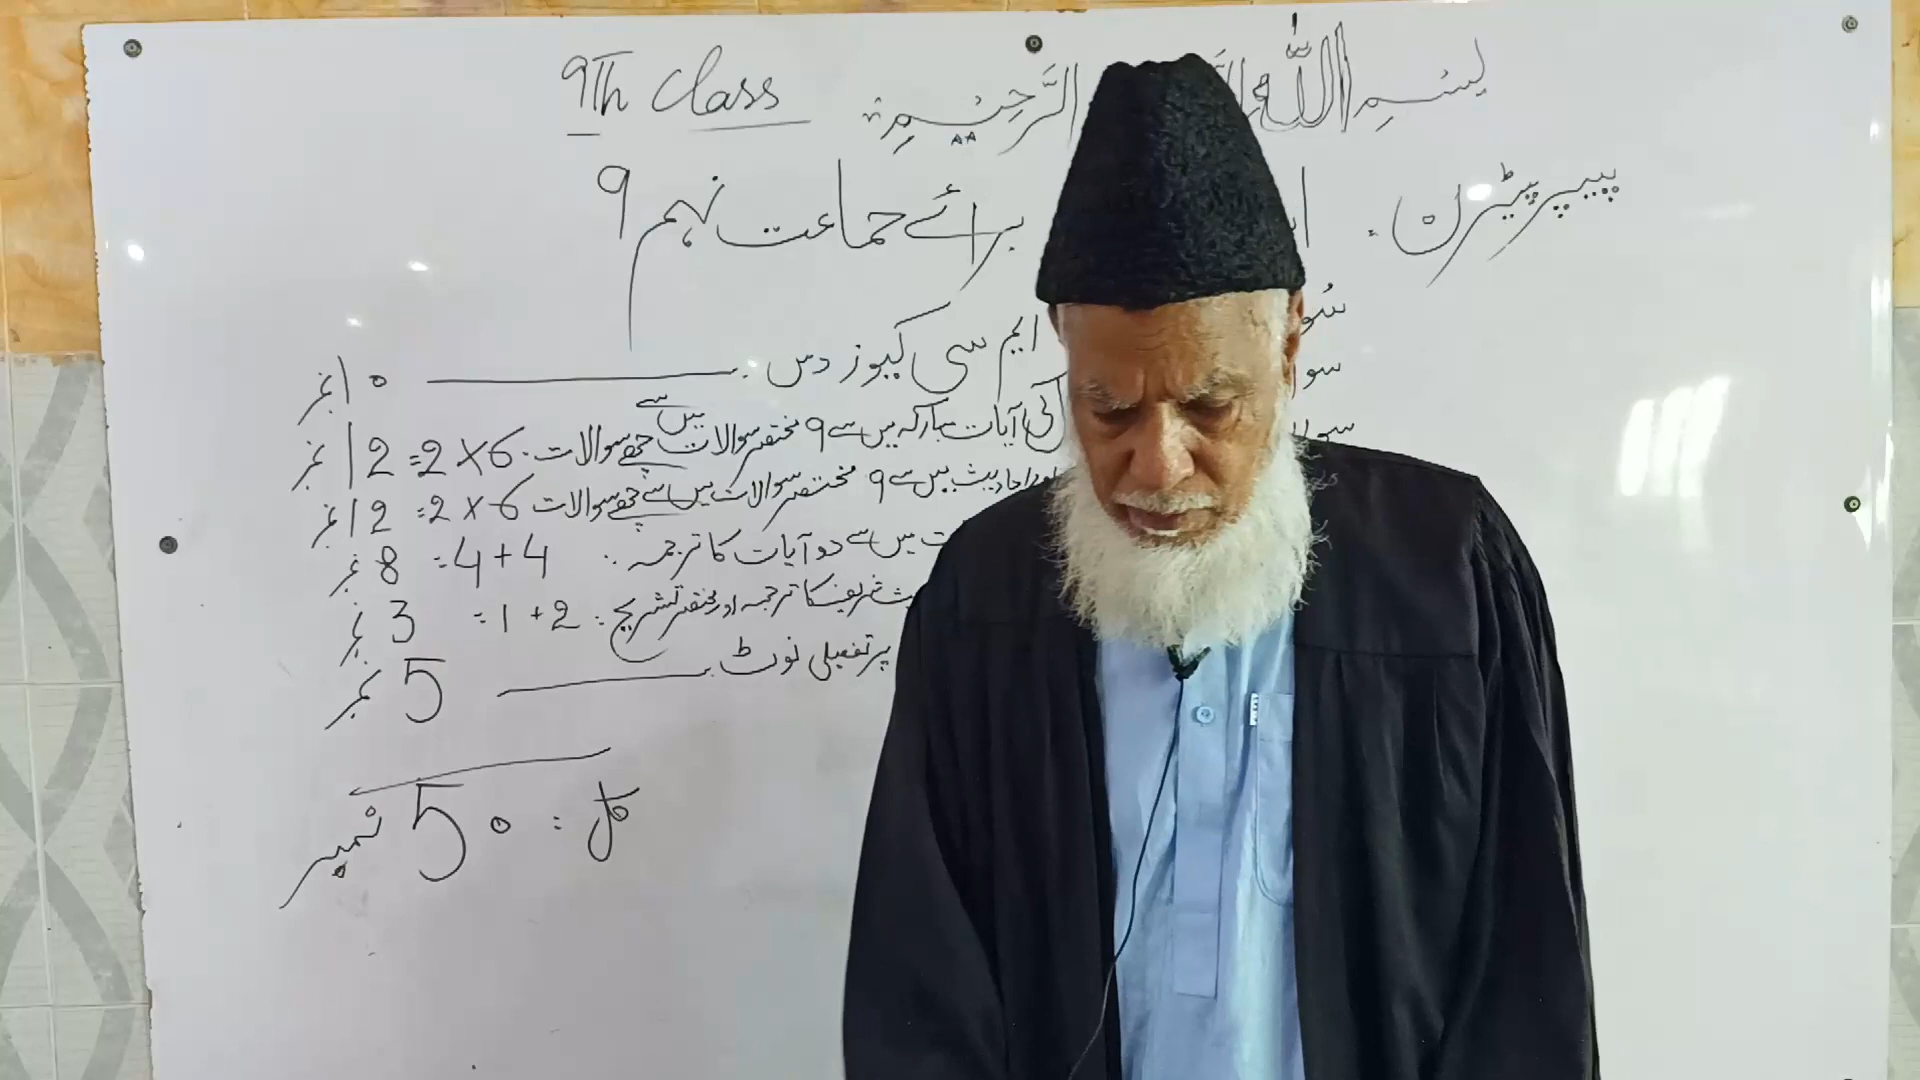 9Th Class
بسمِ اللہ الرَّحِيْمِ
پیپر پیٹرن: برائے جماعت نہم 9
ایم سی کیوز دس 10 نمبر
کی آیات مبارکہ میں سے 9 مختصر سوالات میں سے چھ سوالات 6×2= 12 نمبر
احادیث میں سے 9 مختصر سوالات میں سے چھ سوالات 6×2= 12 نمبر
میں سے دو آیات کا ترجمہ: 4+4= 8 نمبر
شریف کا ترجمہ اور مختصر تشریح: 2+1= 3 نمبر
پر تفصیلی نوٹ 5 نمبر
کل = 50 نمبر